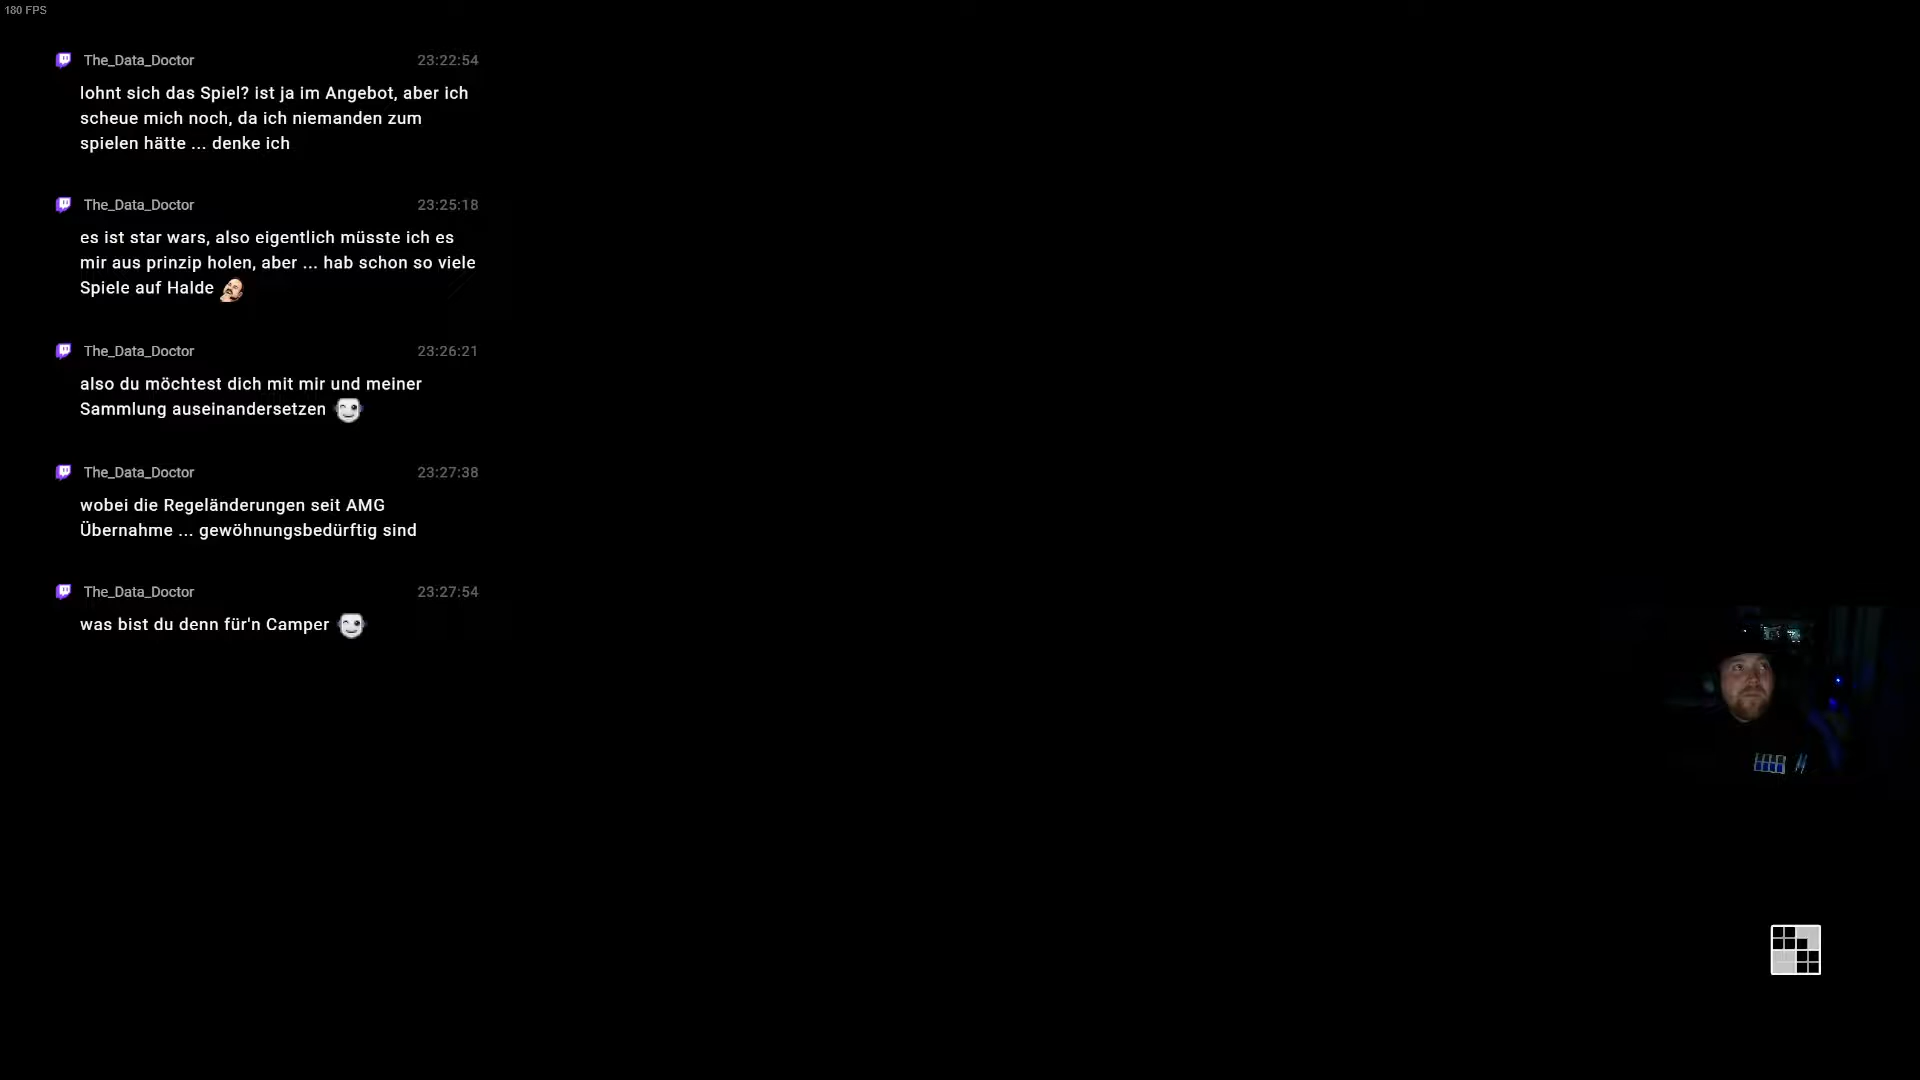 180 FPS
The_Data_Doctor 23:22:54
lohnt sich das Spiel? ist ja im Angebot, aber ich
scheue mich noch, da ich niemanden zum
spielen hätte ... denke ich
The_Data_Doctor 23:25:18
es ist star wars, also eigentlich müsste ich es
mir aus prinzip holen, aber ... hab schon so viele
Spiele auf Halde
The_Data_Doctor 23:26:21
also du möchtest dich mit mir und meiner
Sammlung auseinandersetzen
The_Data_Doctor 23:27:38
wobei die Regeländerungen seit AMG
Übernahme ... gewöhnungsbedürftig sind
The_Data_Doctor 23:27:54
was bist du denn für'n Camper